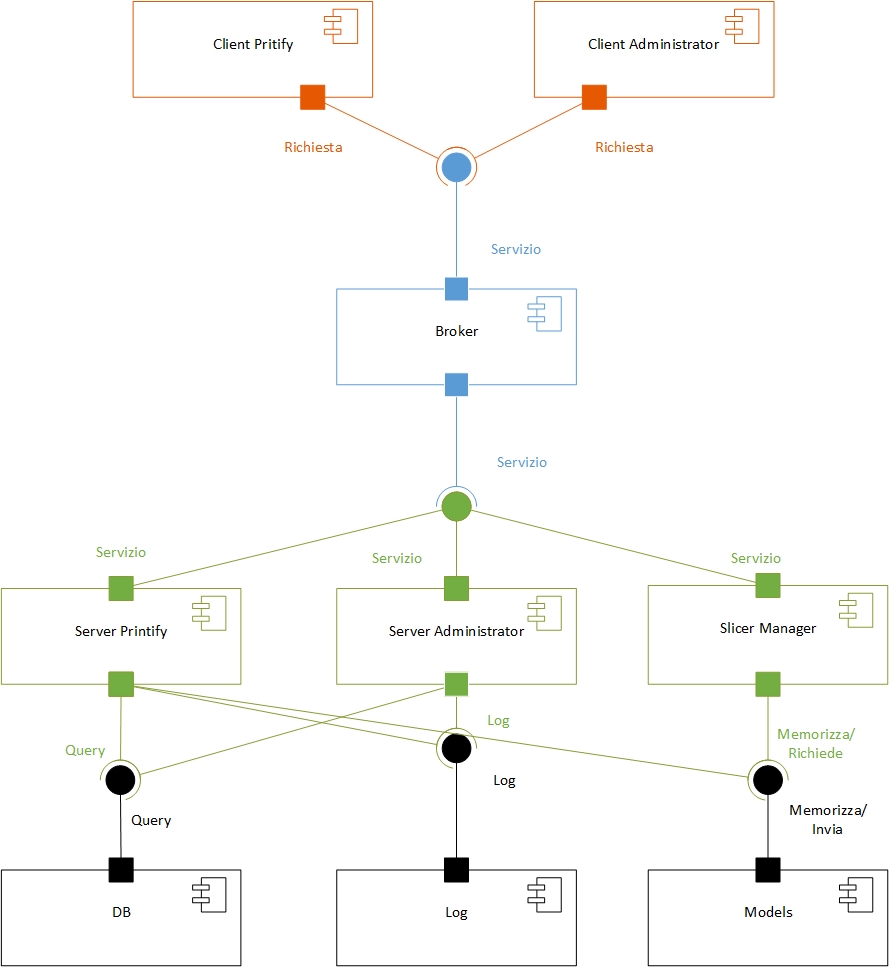 Client Pritify
Client Administrator
Richiesta
Richiesta
Servizio
Broker
Servizio
Servizio
Servizio
Servizio
Server Printify
Server Administrator
Slicer Manager
Log
Query
Memorizza/
Richiede
Log
Query
Memorizza/
Invia
DB
Log
Models